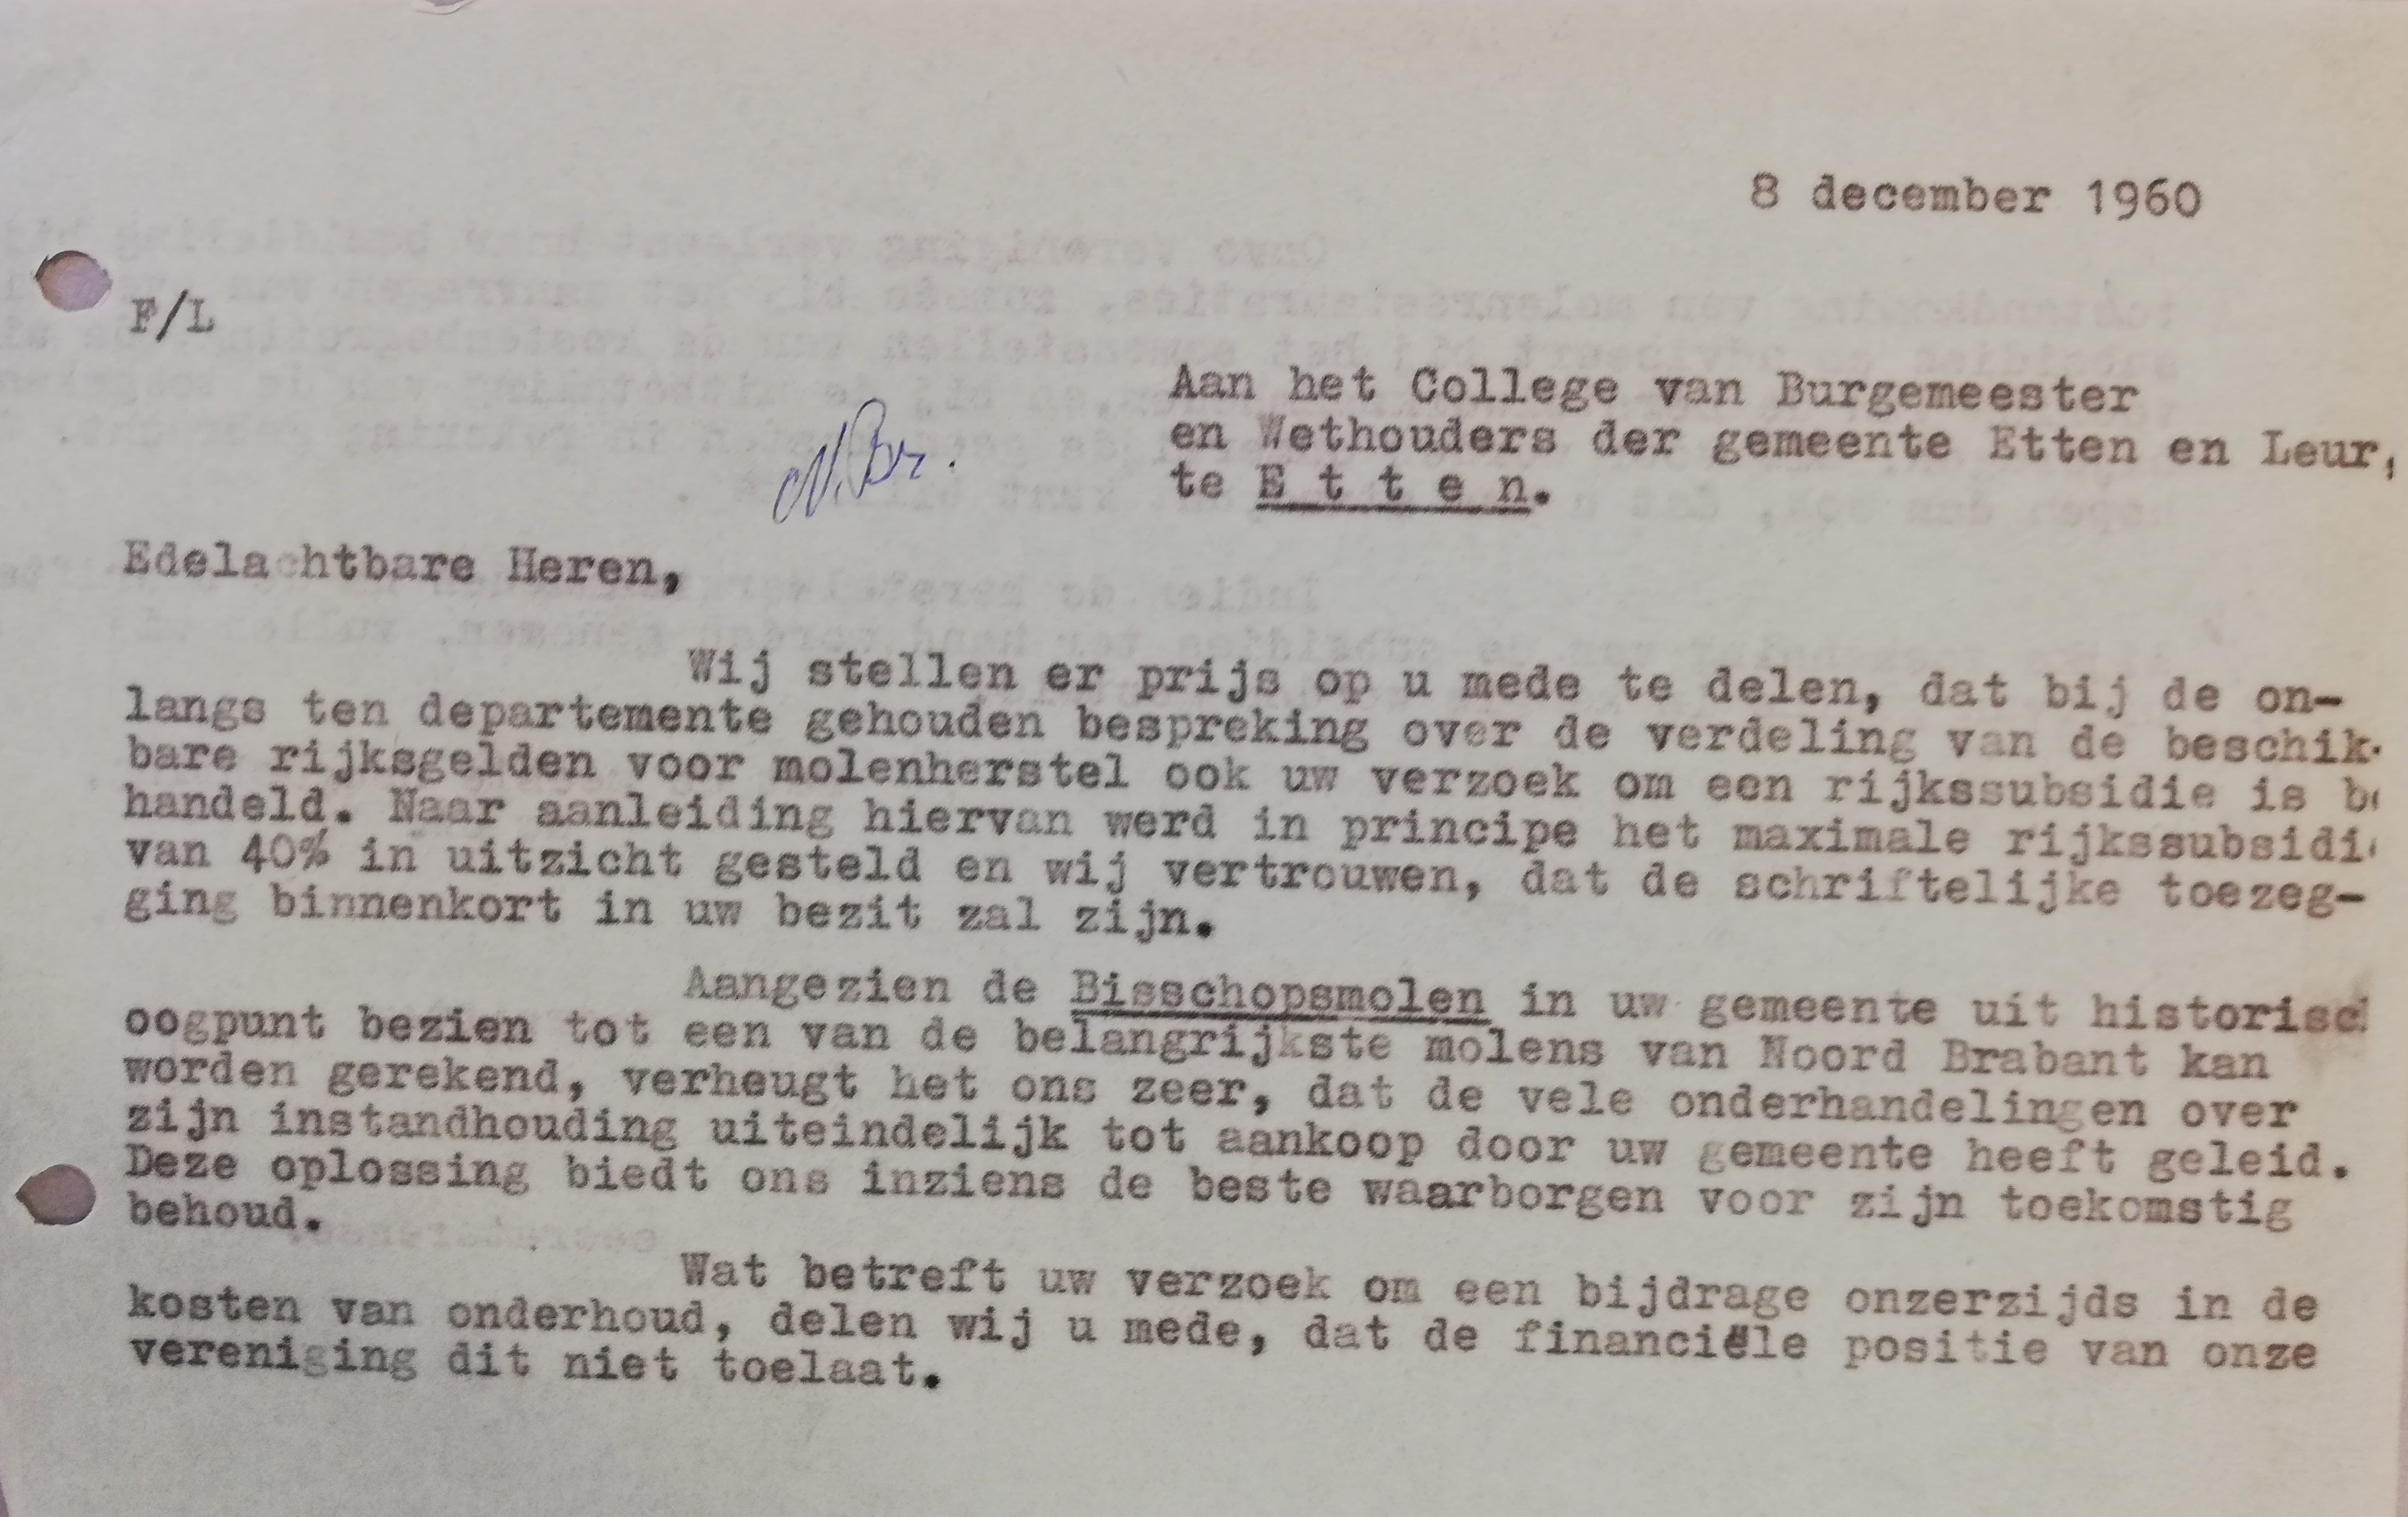 8 december 1960
F/L
Aan het College van Burgemeester
en Wethouders der gemeente Etten en Leur,
te E t t e n.
N.Br.
Edelachtbare Heren,
Wij stellen er prijs op u mede te delen, dat bij de on-
langs ten departemente gehouden bespreking over de verdeling van de beschik-
bare rijksgelden voor molenherstel ook uw verzoek om een rijkssubsidie is be
handeld. Naar aanleiding hiervan werd in principe het maximale rijkssubsidie
van 40% in uitzicht gesteld en wij vertrouwen, dat de schriftelijke toezeg-
ging binnenkort in uw bezit zal zijn.
Aangezien de Bisschopsmolen in uw gemeente uit historisch
oogpunt bezien tot een van de belangrijkste molens van Noord Brabant kan
worden gerekend, verheugt het ons zeer, dat de vele onderhandelingen over
zijn instandhouding uiteindelijk tot aankoop door uw gemeente heeft geleid.
Deze oplossing biedt ons inziens de beste waarborgen voor zijn toekomstig
behoud.
Wat betreft uw verzoek om een bijdrage onzerzijds in de
kosten van onderhoud, delen wij u mede, dat de financiële positie van onze
vereniging dit niet toelaat.